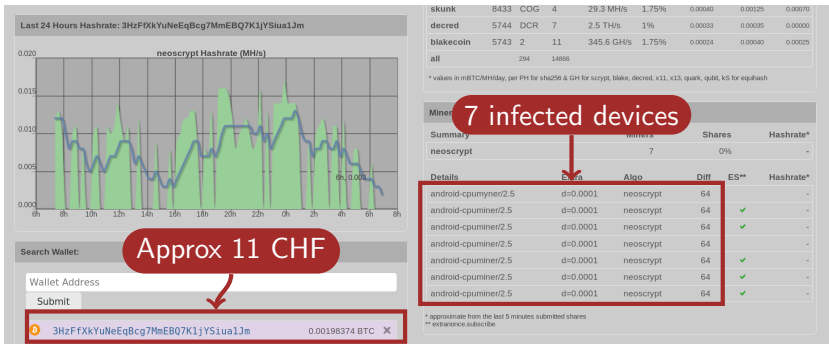 Last 24 Hours Hashrate: 3HzFfXkYuNeEqBcg7MmEBQ7K1jYSiua1Jm
neoscrypt Hashrate (MH/s)
0.020
0.015
0.010
0.005
0.000
6h, 0.003
6h 8h 10h 12h 14h 16h 18h 20h 22h 0h 2h 4h 6h 8h
Search Wallet:
Approx 11 CHF
Wallet Address
Submit
3HzFfXkYuNeEqBcg7MmEBQ7K1jYSiua1Jm 0.00198374 BTC ✕
skunk 8433 COG 4 29.3 MH/s 1.75% 0.00040 0.00125 0.00070
decred 5744 DCR 7 2.5 TH/s 1% 0.00033 0.00035 0.00000
blakecoin 5743 2 11 345.6 GH/s 1.75% 0.00024 0.00040 0.00025
all 294 14866
* values in mBTC/MH/day, per PH for sha256 & GH for scrypt, blake, decred, x11, x13, quark, qubit, kS for equihash
7 infected devices
Summary Miners Shares Hashrate*
neoscrypt 7 0% -
Details Extra Algo Diff ES** Hashrate*
android-cpumyner/2.5 d=0.0001 neoscrypt 64 -
android-cpuminer/2.5 d=0.0001 neoscrypt 64 ✔ -
android-cpuminer/2.5 d=0.0001 neoscrypt 64 ✔ -
android-cpuminer/2.5 d=0.0001 neoscrypt 64 -
android-cpuminer/2.5 d=0.0001 neoscrypt 64 ✔ -
android-cpuminer/2.5 d=0.0001 neoscrypt 64 ✔ -
android-cpuminer/2.5 d=0.0001 neoscrypt 64 ✔ -
* approximate from the last 5 minutes submitted shares
** extranonce.subscribe